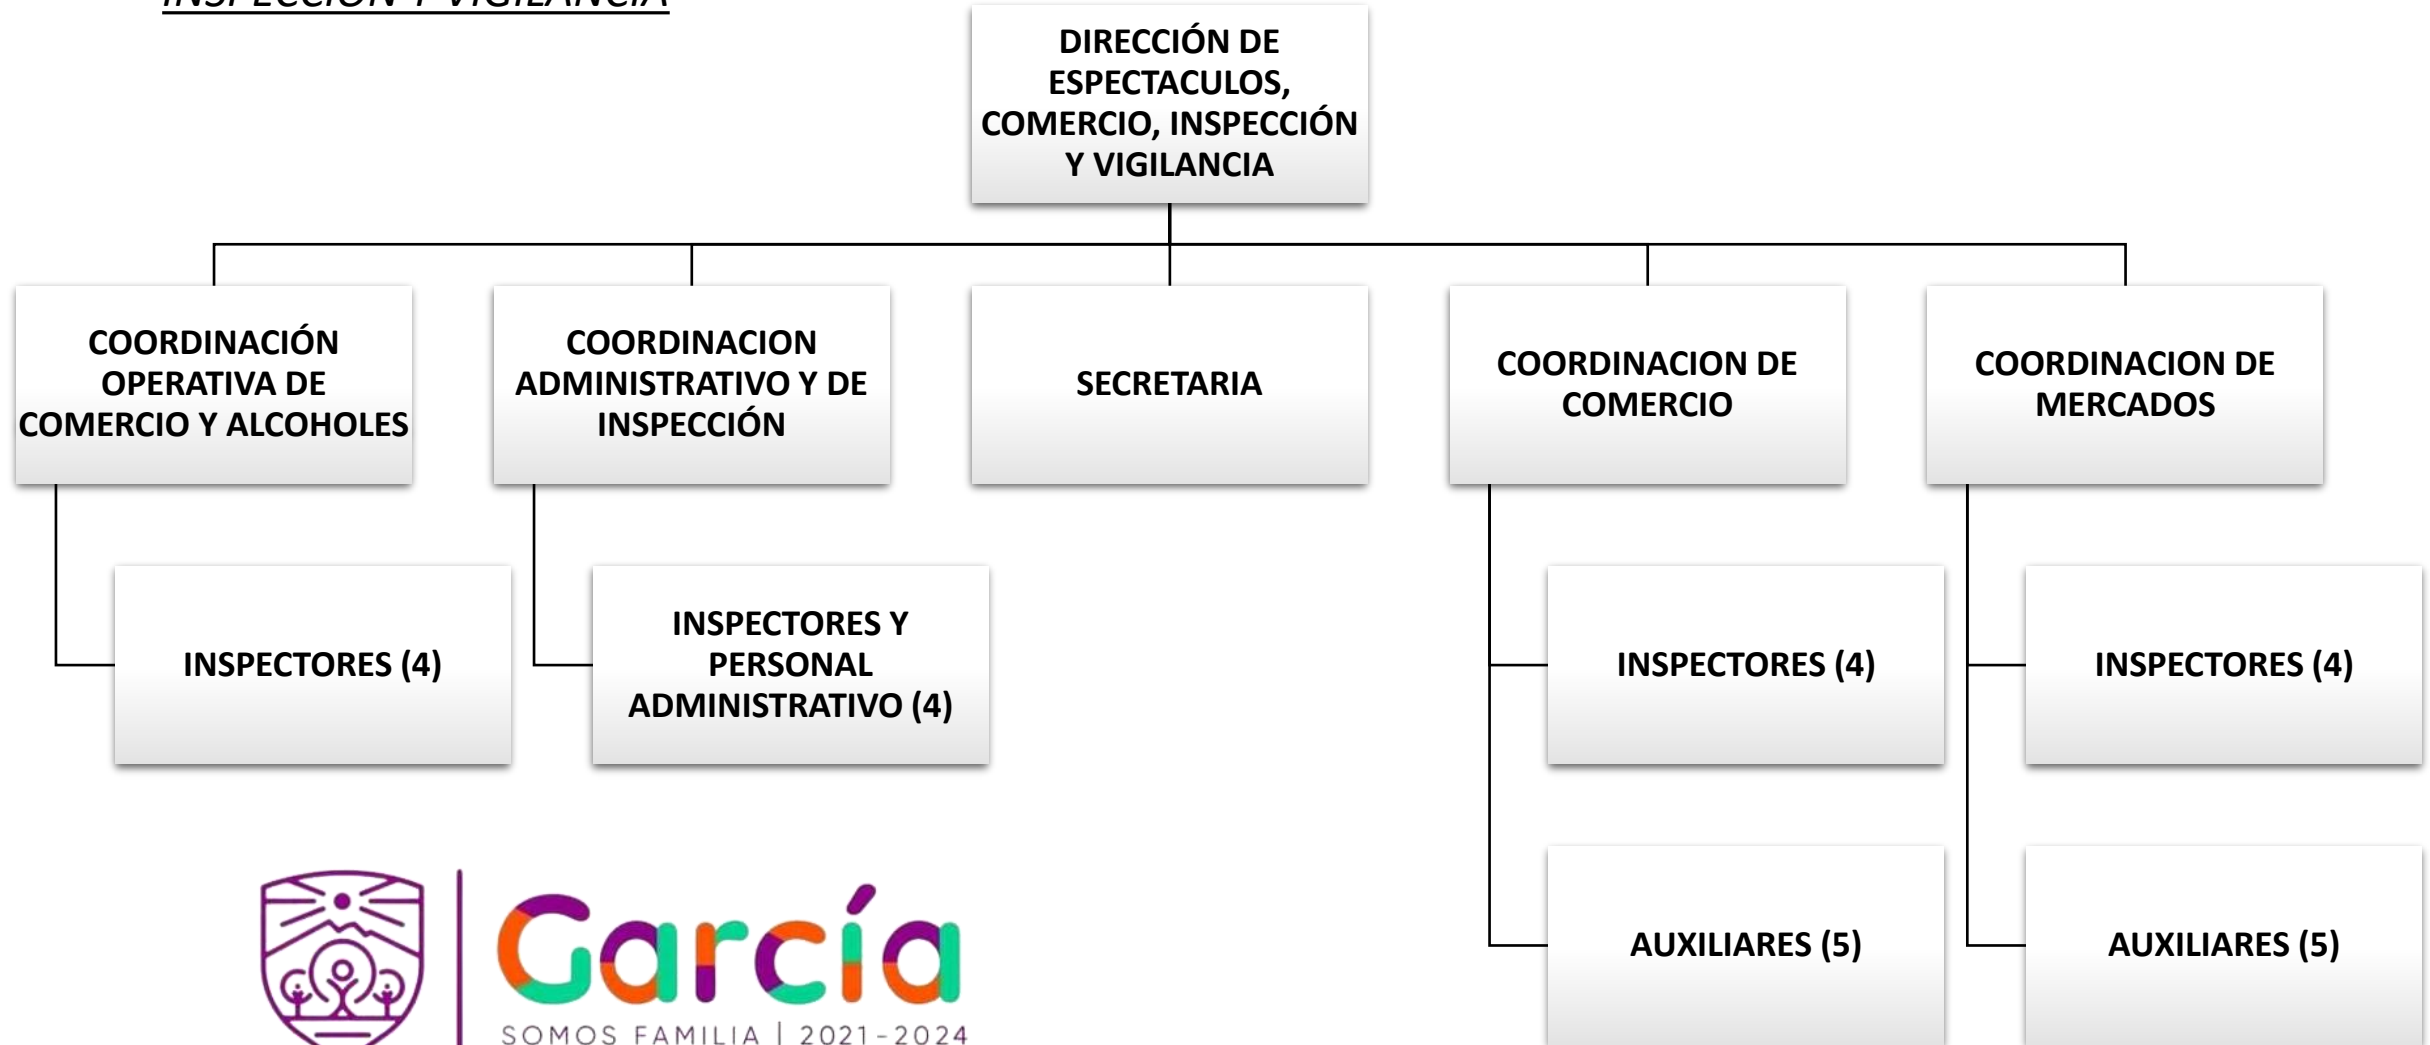 INSPECCIÓN Y VIGILANCIA
DIRECCIÓN DE
ESPECTACULOS,
COMERCIO, INSPECCIÓN
Y VIGILANCIA
COORDINACIÓN
OPERATIVA DE
COMERCIO Y ALCOHOLES
COORDINACION
ADMINISTRATIVO Y DE
INSPECCIÓN
SECRETARIA
COORDINACION DE
COMERCIO
COORDINACION DE
MERCADOS
INSPECTORES (4)
INSPECTORES Y
PERSONAL
ADMINISTRATIVO (4)
INSPECTORES (4)
INSPECTORES (4)
AUXILIARES (5)
AUXILIARES (5)
García
SOMOS FAMILIA | 2021-2024